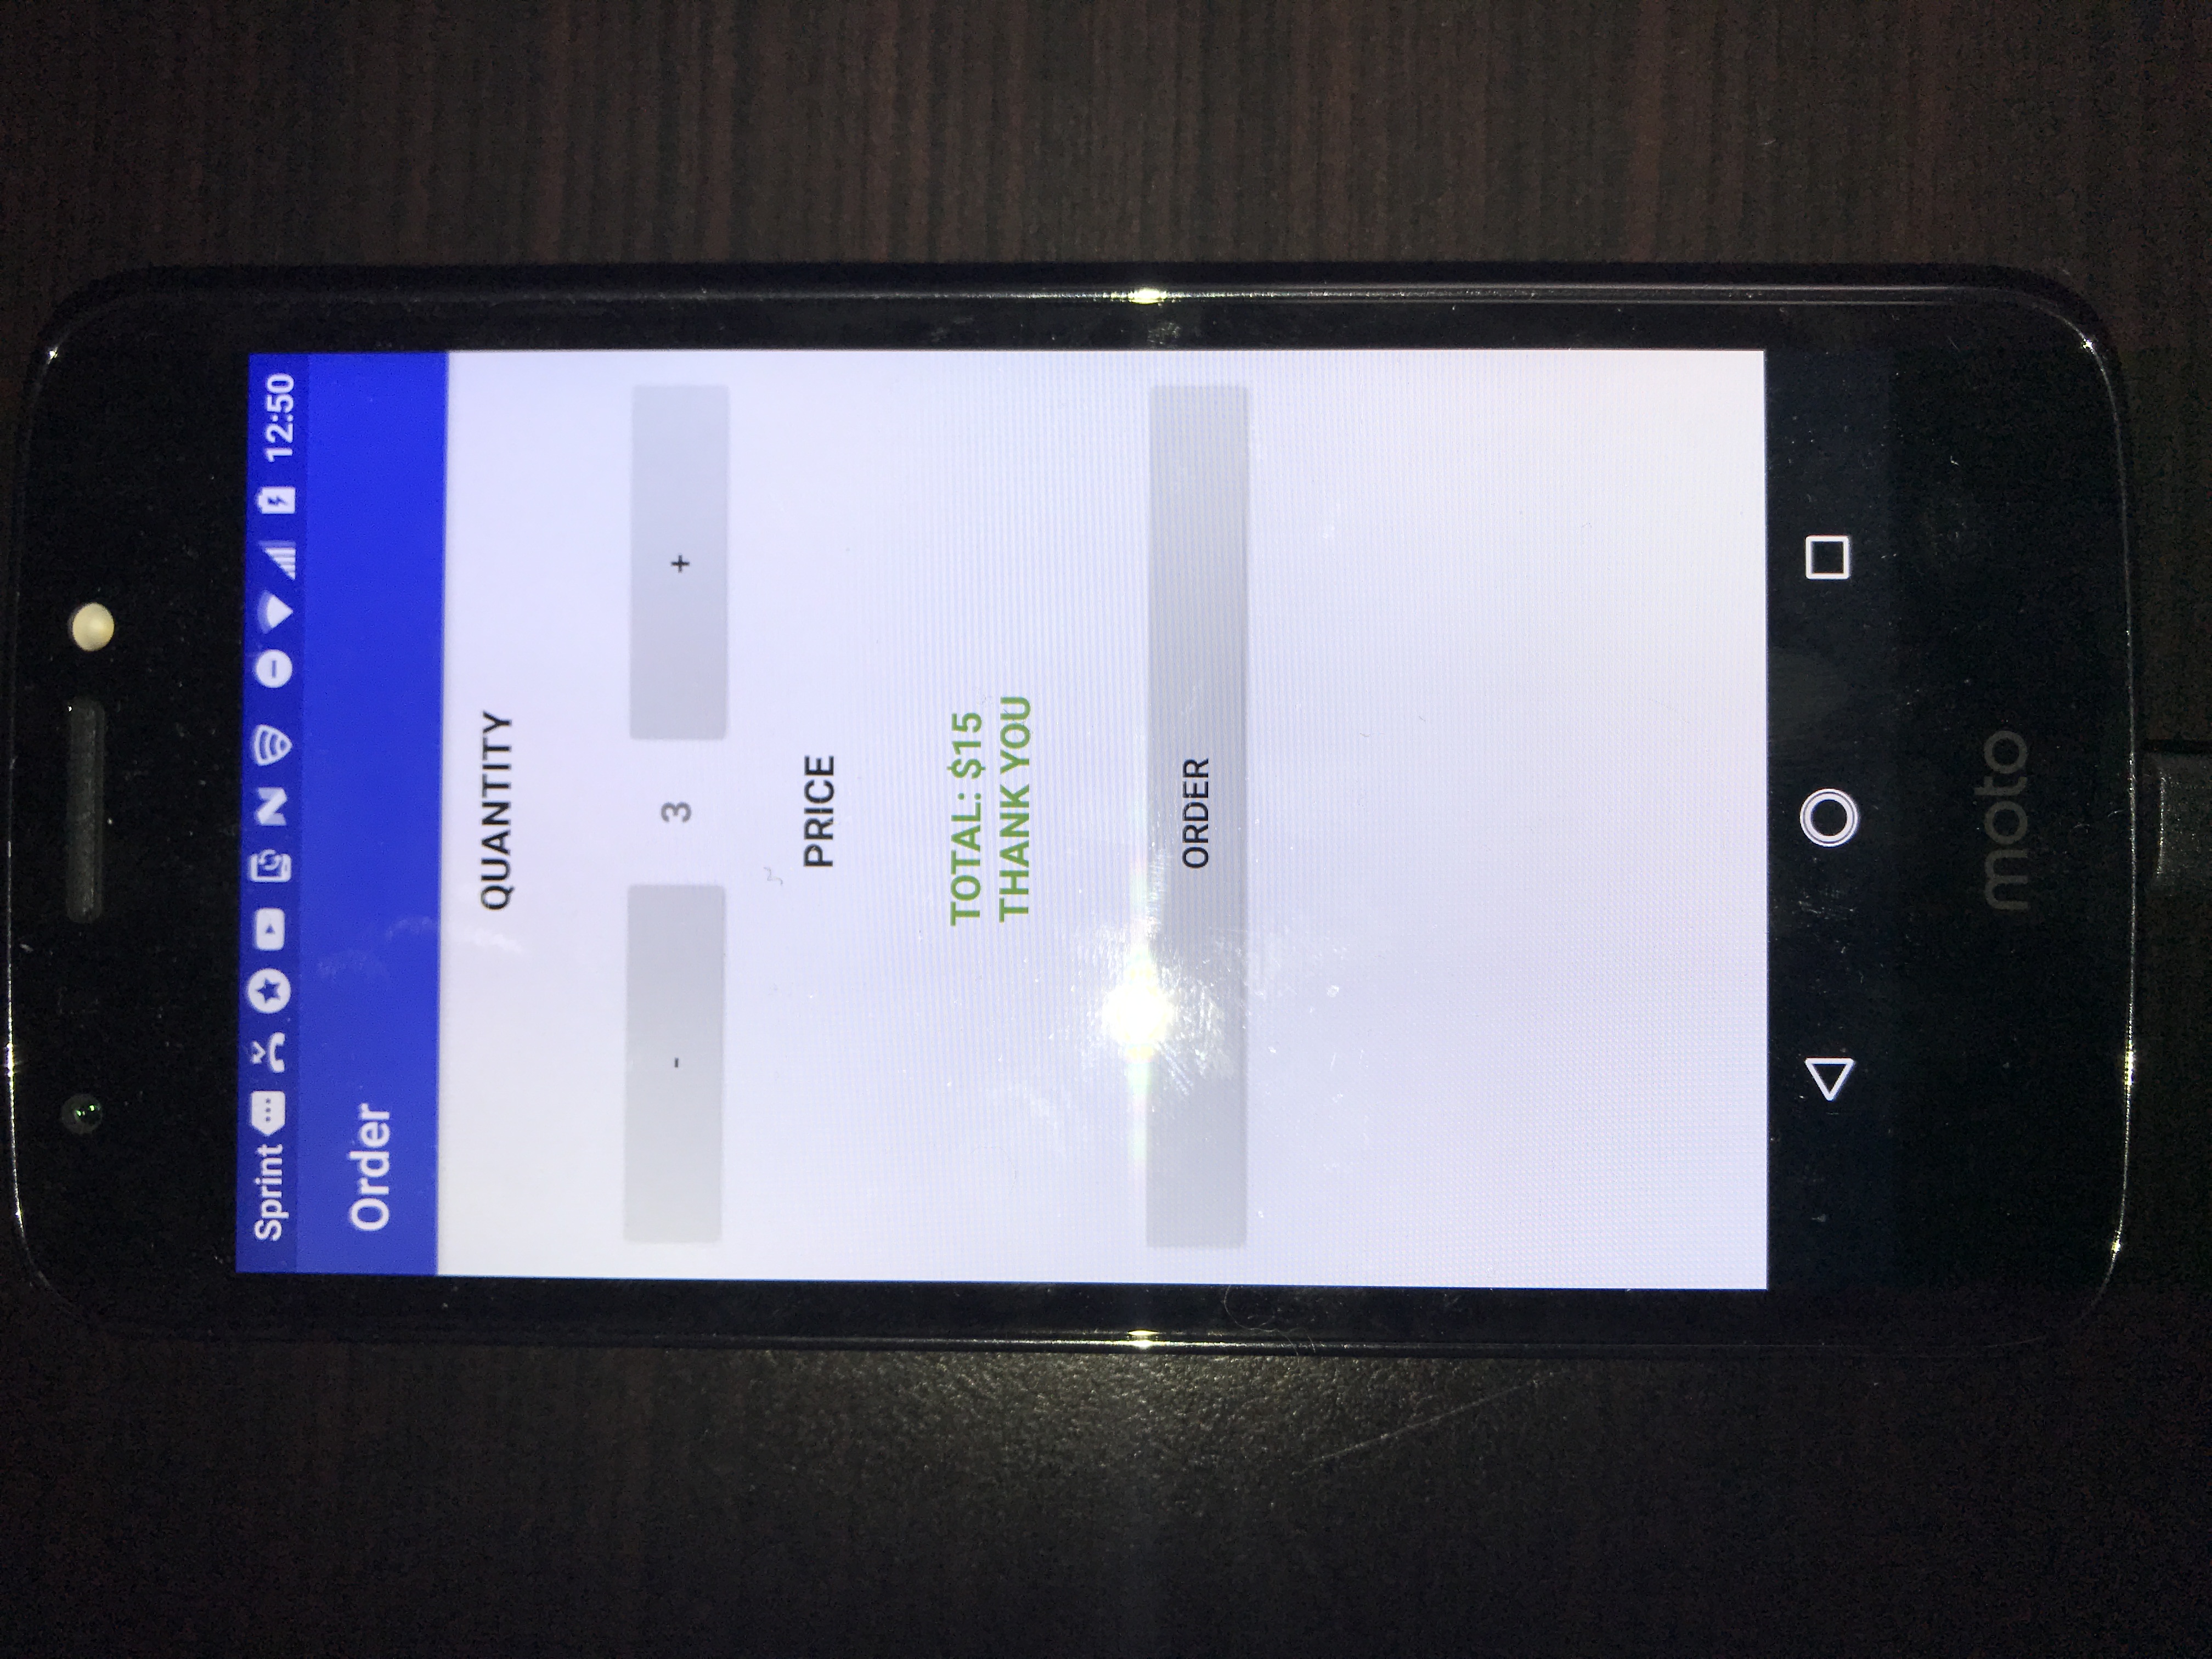 Sprint 12:50
Order
QUANTITY
- 3 +
PRICE
TOTAL: $15
THANK YOU
ORDER
moto